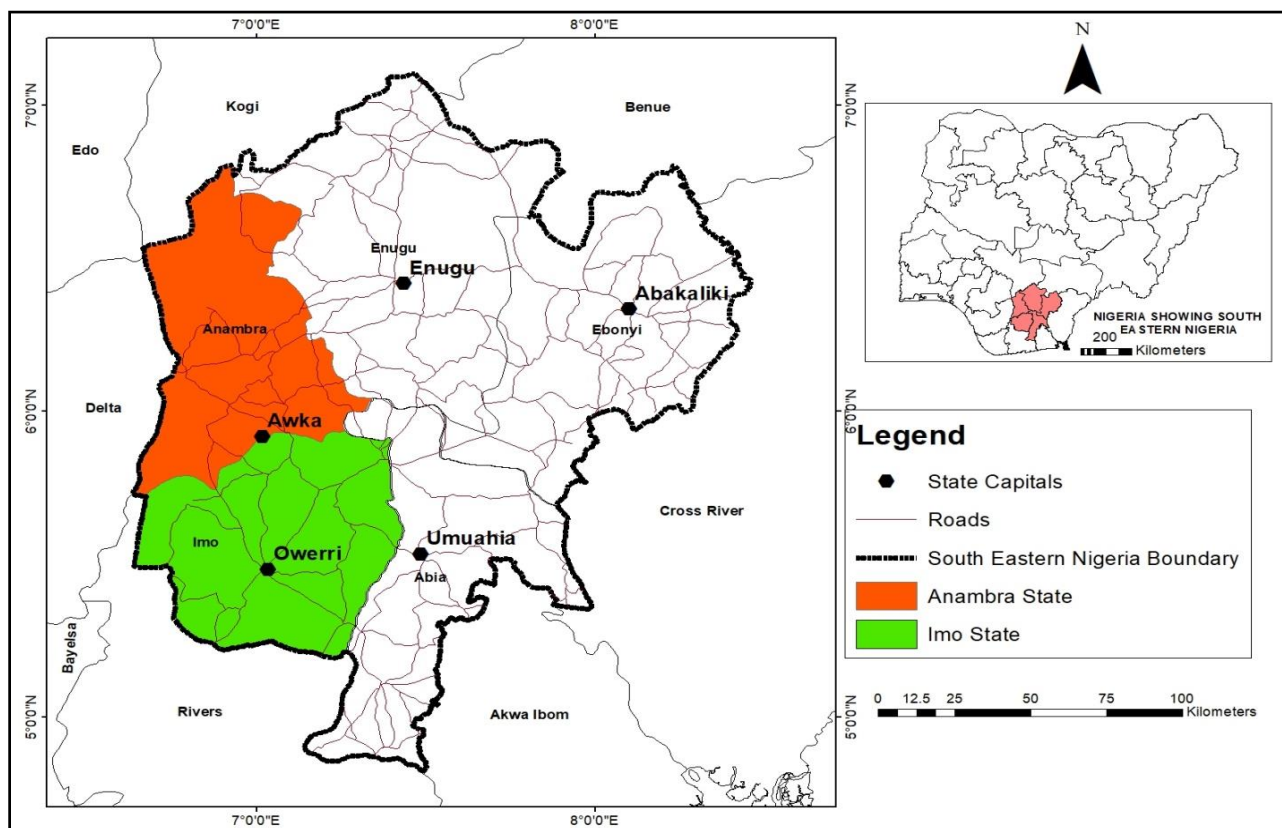 7°0'0"E
8°0'0"E
7°0'0"N
Kogi
Benue
Edo
Enugu
Enugu
Abakaliki
Ebonyi
Anambra
6°0'0"N
Delta
Awka
Cross River
Imo
Owerri
Umuahia
Abia
Bayelsa
Rivers
Akwa Ibom
5°0'0"N
7°0'0"E
8°0'0"E
7°0'0"N
6°0'0"N
5°0'0"N
N
NIGERIA SHOWING SOUTH
EASTERN NIGERIA
200
Kilometers
Legend
State Capitals
Roads
South Eastern Nigeria Boundary
Anambra State
Imo State
0 12.5 25 50 75 100
Kilometers